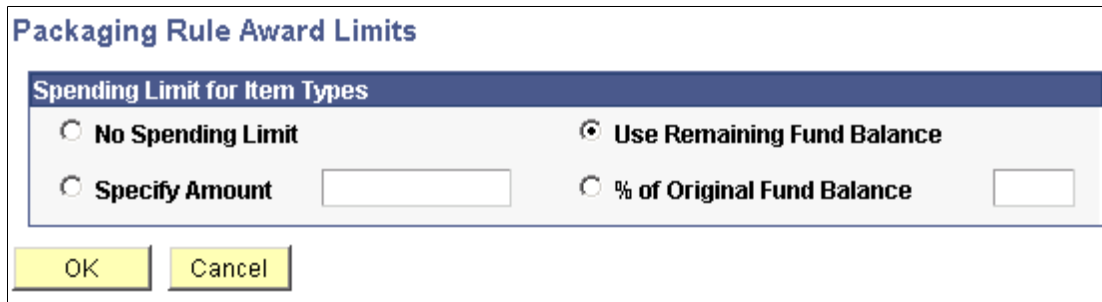 Packaging Rule Award Limits
Spending Limit for Item Types
No Spending Limit
Use Remaining Fund Balance
Specify Amount
% of Original Fund Balance
OK
Cancel